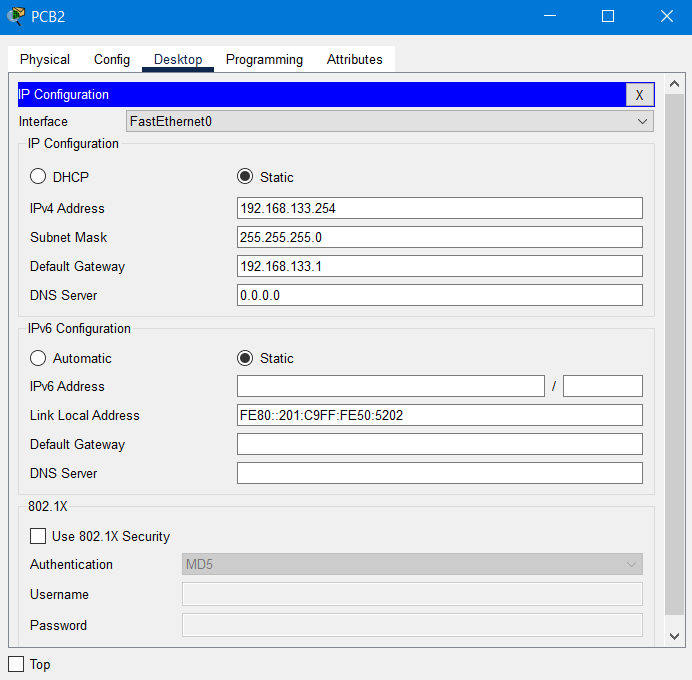 PCB2
Physical Config Desktop Programming Attributes
IP Configuration X
Interface FastEthernet0
IP Configuration
DHCP Static
IPv4 Address 192.168.133.254
Subnet Mask 255.255.255.0
Default Gateway 192.168.133.1
DNS Server 0.0.0.0
IPv6 Configuration
Automatic Static
IPv6 Address /
Link Local Address FE80::201:C9FF:FE50:5202
Default Gateway
DNS Server
802.1X
Use 802.1X Security
Authentication MD5
Username
Password
Top